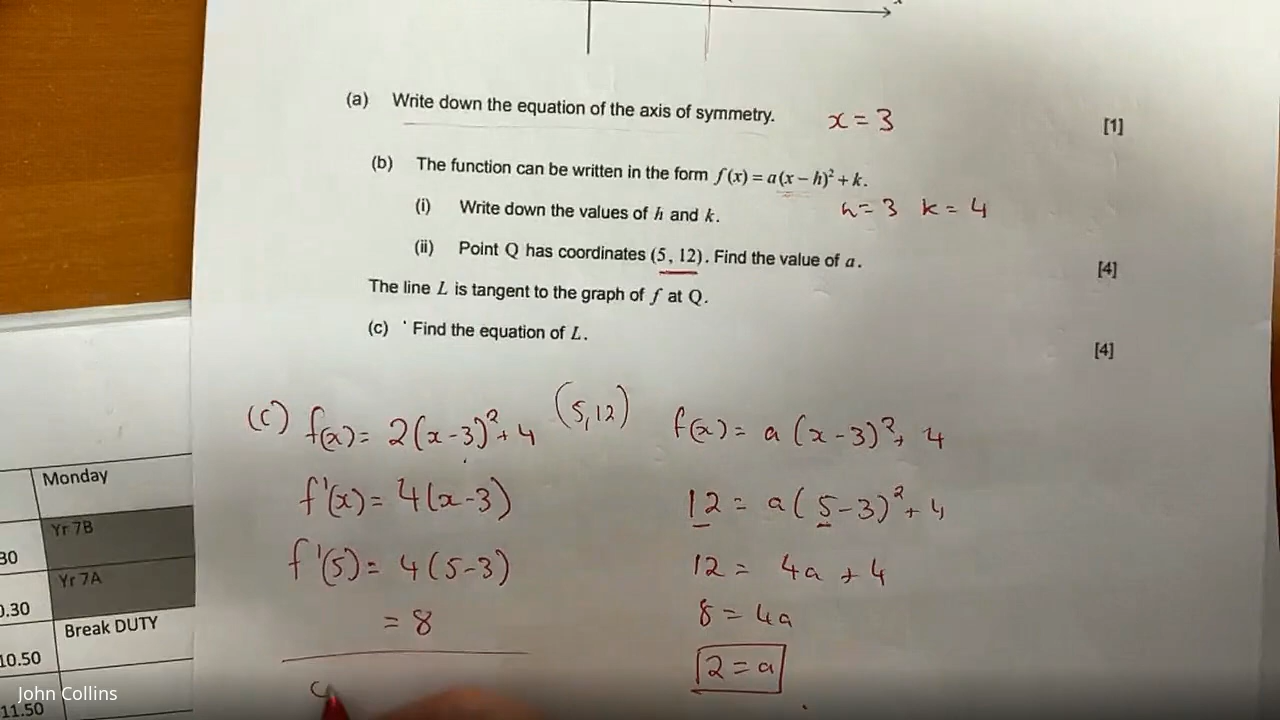 (a) Write down the equation of the axis of symmetry. x = 3 [1]
(b) The function can be written in the form f(x) = a(x − h)² + k.
(i) Write down the values of h and k. h = 3 k = 4
(ii) Point Q has coordinates (5, 12). Find the value of a. [4]
The line L is tangent to the graph of f at Q.
(c) Find the equation of L. [4]
(c) f(x) = 2(x-3)² + 4 (5,12)
f'(x) = 4(x-3)
f'(5) = 4(5-3)
= 8
f(x) = a(x-3)² + 4
12 = a(5-3)² + 4
12 = 4a + 4
8 = 4a
2 = a
Monday
Yr 7B
30
Yr 7A
0.30
Break DUTY
10.50
11.50
John Collins